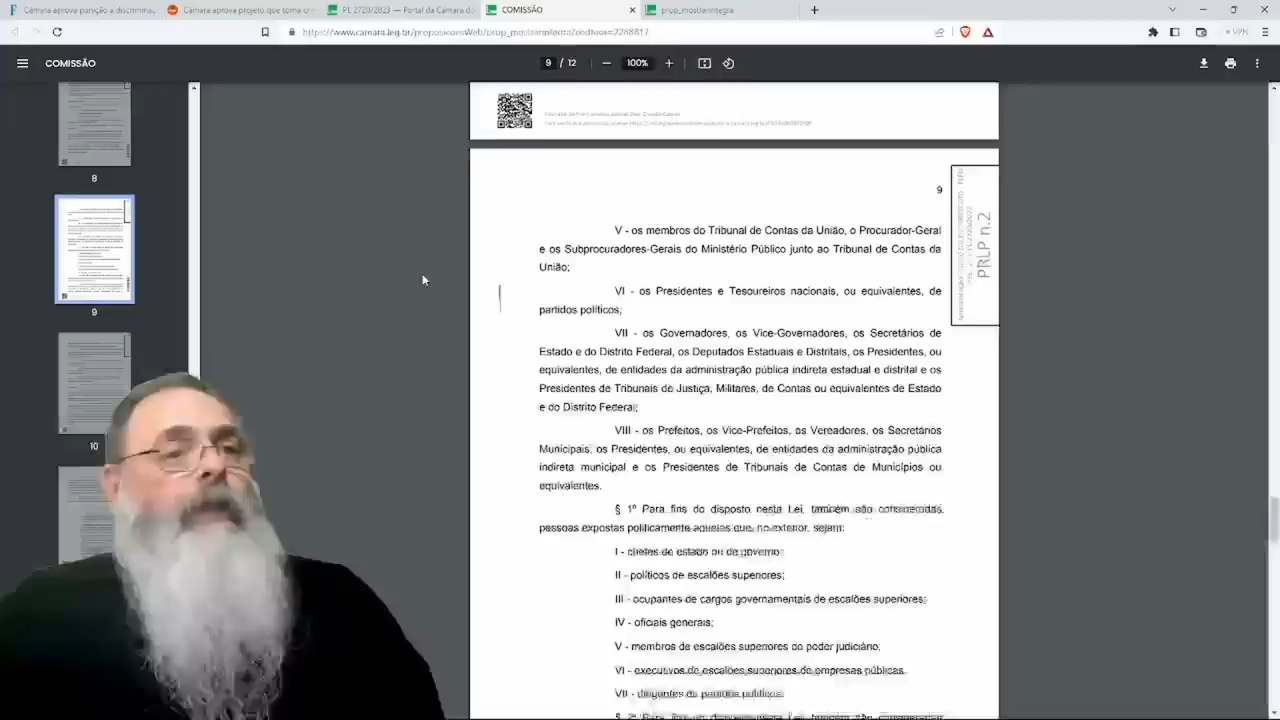 Câmara aprova punição a discriminaç
Câmara aprova projeto que torna crim
PL 2720/2023 — Portal da Câmara do
COMISSÃO
prop_mostrarintegra
VPN
COMISSÃO
9 / 12
100%
8
9
10
9
PRLP n.2
V - os membros do Tribunal de Contas da União, o Procurador-Geral
e os Subprocuradores-Gerais do Ministério Público junto ao Tribunal de Contas da
União;
VI - os Presidentes e Tesoureiros nacionais, ou equivalentes, de
partidos políticos;
VII - os Governadores, os Vice-Governadores, os Secretários de
Estado e do Distrito Federal, os Deputados Estaduais e Distritais, os Presidentes, ou
equivalentes, de entidades da administração pública indireta estadual e distrital e os
Presidentes de Tribunais de Justiça, Militares, de Contas ou equivalentes de Estado
e do Distrito Federal;
VIII - os Prefeitos, os Vice-Prefeitos, os Vereadores, os Secretários
Municipais, os Presidentes, ou equivalentes, de entidades da administração pública
indireta municipal e os Presidentes de Tribunais de Contas de Municípios ou
equivalentes.
§ 1º Para fins do disposto nesta Lei, também são consideradas
pessoas expostas politicamente aqueles que, no exterior, sejam:
I - chefes de estado ou de governo;
II - políticos de escalões superiores;
III - ocupantes de cargos governamentais de escalões superiores;
IV - oficiais generais;
V - membros de escalões superiores do poder judiciário;
VI - executivos de escalões superiores de empresas públicas
VII - dirigentes de partidos políticos